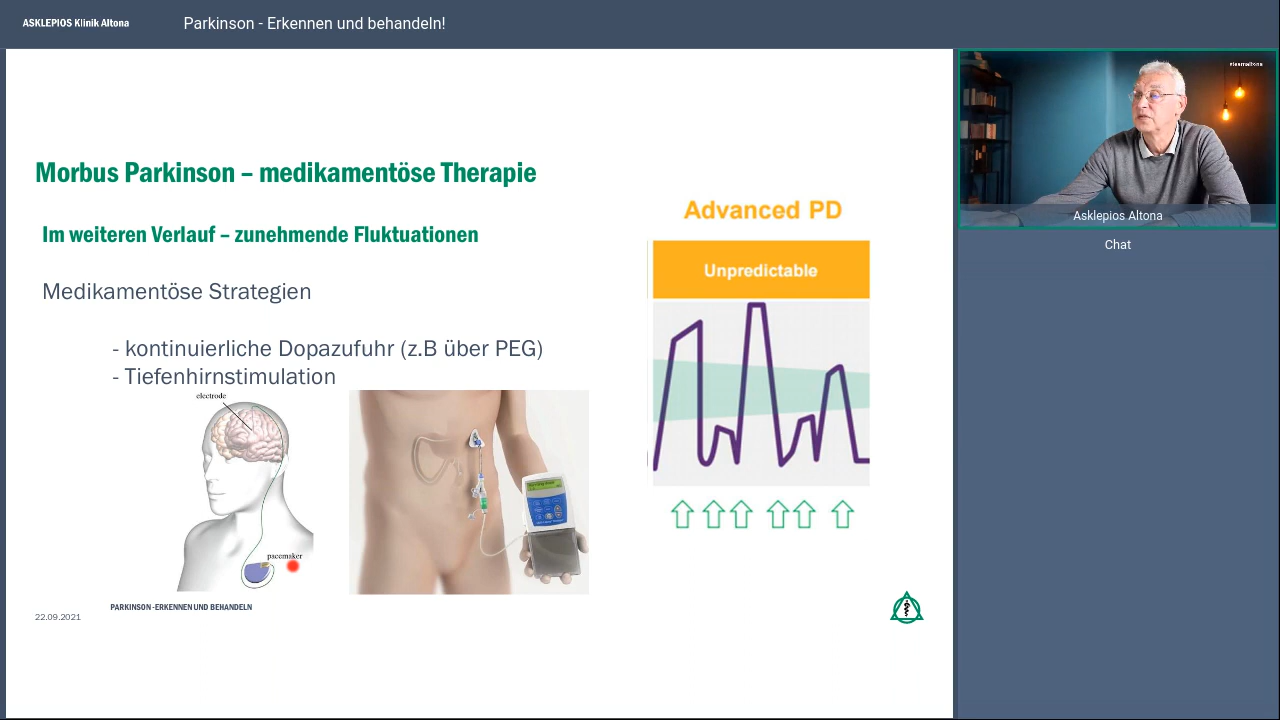 ASKLEPIOS Klinik Altona
Parkinson - Erkennen und behandeln!
#teamaltona
Asklepios Altona
Chat
Morbus Parkinson – medikamentöse Therapie
Im weiteren Verlauf – zunehmende Fluktuationen
Medikamentöse Strategien
- kontinuierliche Dopazufuhr (z.B über PEG)
- Tiefenhirnstimulation
electrode
pacemaker
Advanced PD
Unpredictable
PARKINSON -ERKENNEN UND BEHANDELN
22.09.2021